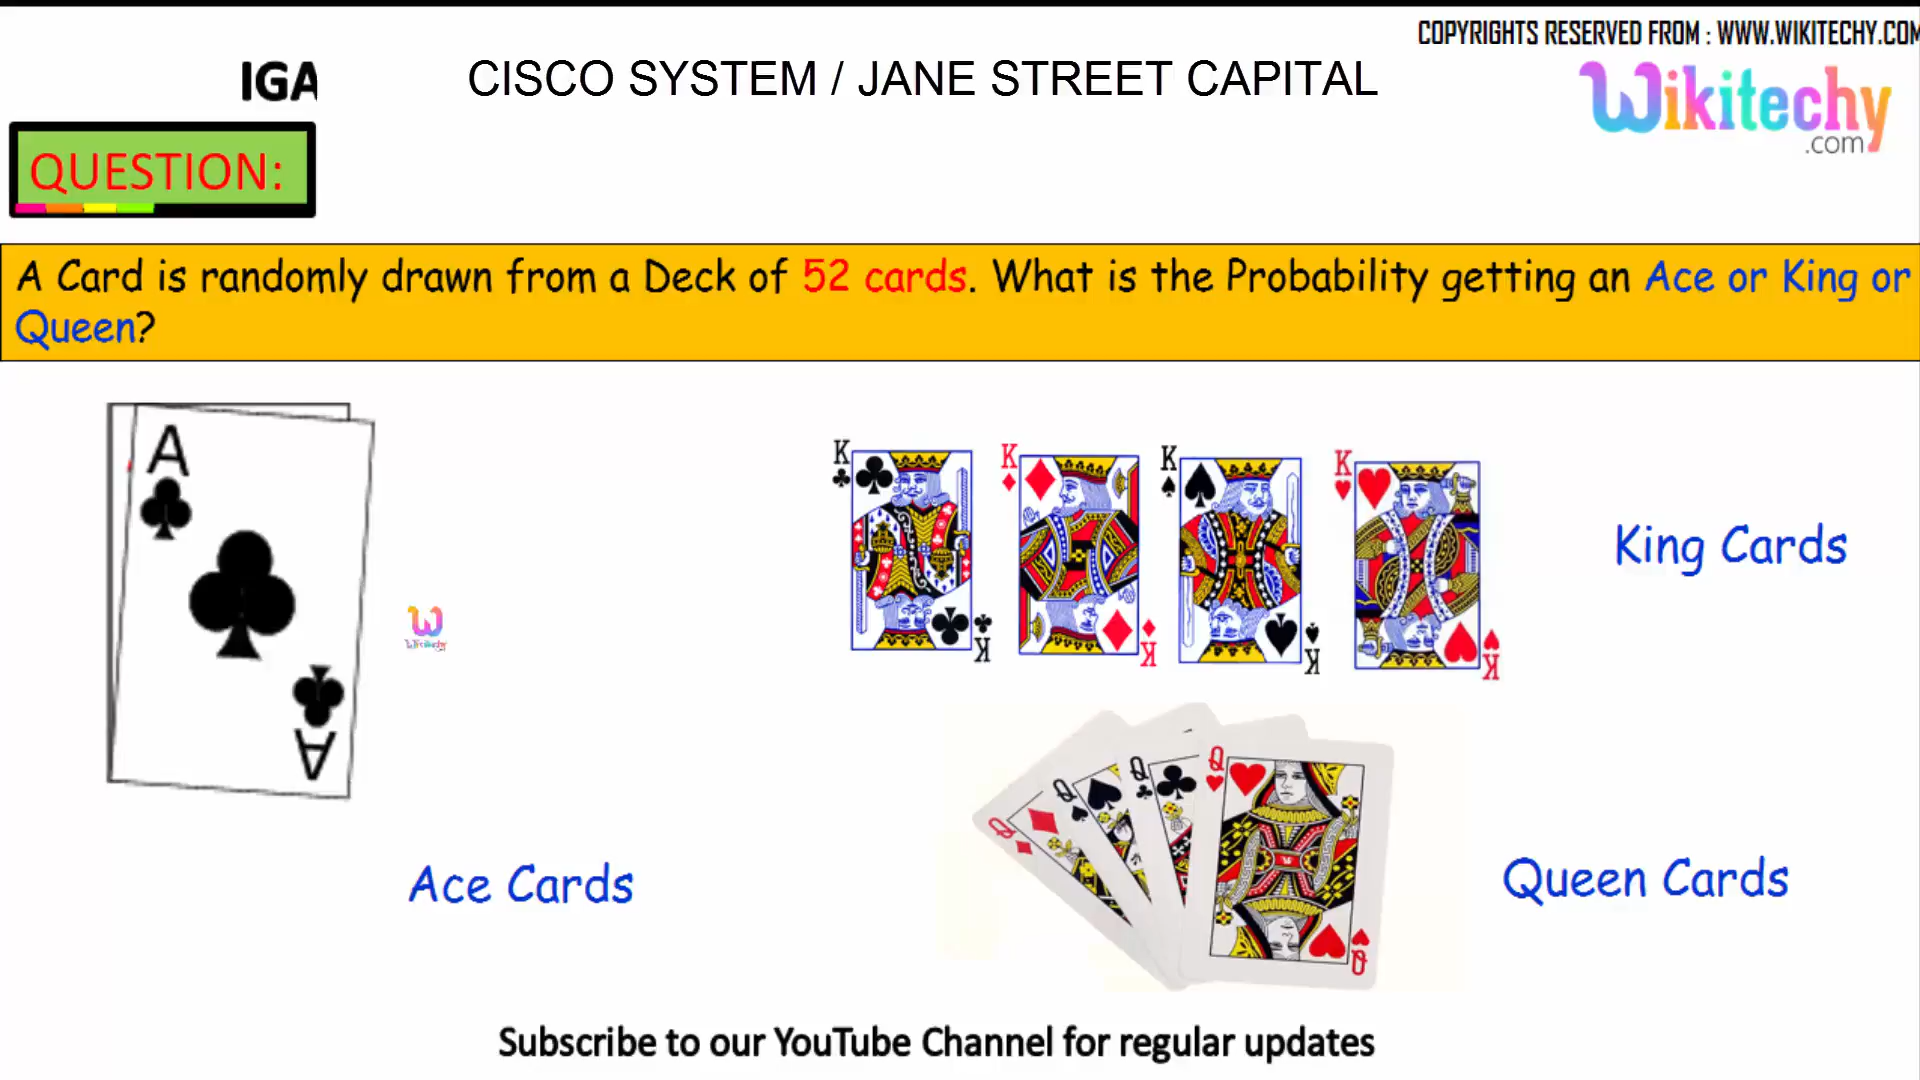 COPYRIGHTS RESERVED FROM : WWW.WIKITECHY.COM
IGA
CISCO SYSTEM / JANE STREET CAPITAL
Wikitechy
.com
QUESTION:
A Card is randomly drawn from a Deck of 52 cards. What is the Probability getting an Ace or King or
Queen?
A
A
K
K
K
K
K
K
K
K
King Cards
W
Wikitechy
Q
Q
Q
Q
Q
Queen Cards
Ace Cards
Subscribe to our YouTube Channel for regular updates